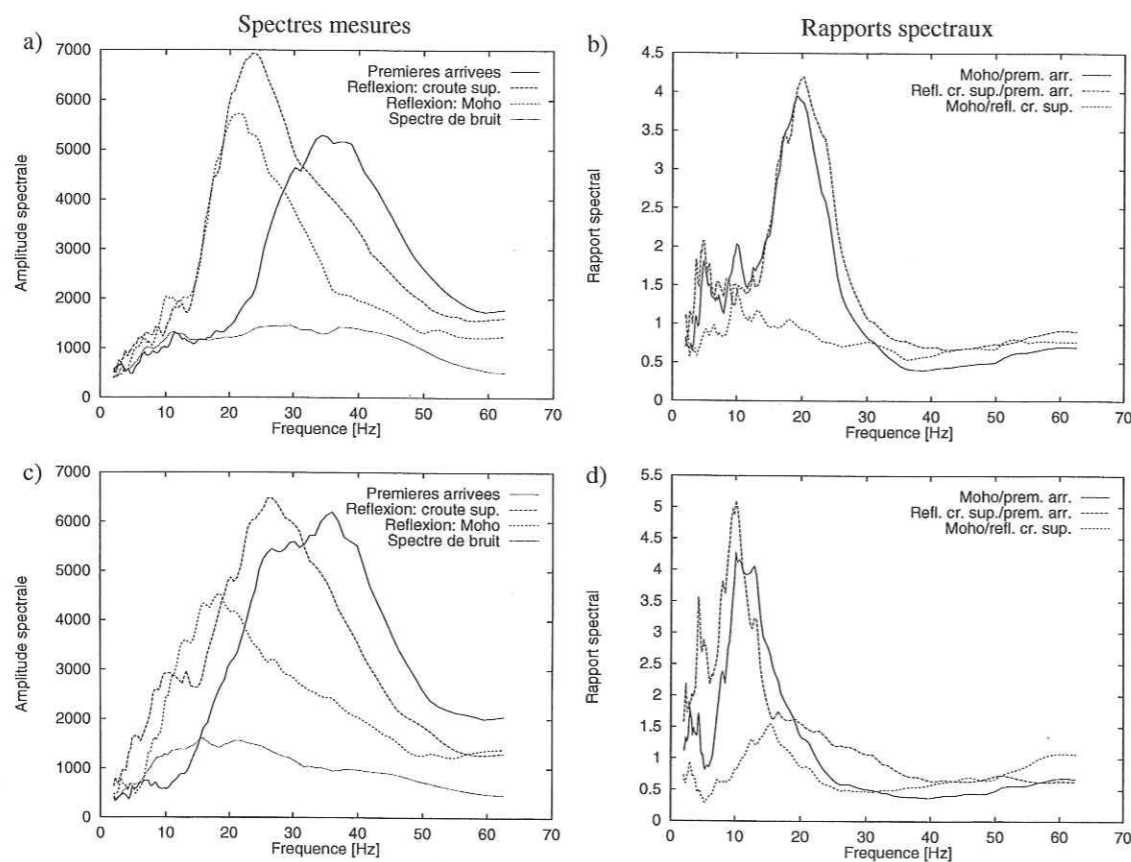 Spectres mesures
Rapports spectraux
a)
7000
6000
5000
4000
3000
2000
1000
0
0 10 20 30 40 50 60 70
Amplitude spectrale
Frequence [Hz]
Premieres arrivees
Reflexion: croute sup.
Reflexion: Moho
Spectre de bruit
b)
4.5
4
3.5
3
2.5
2
1.5
1
0.5
0
0 10 20 30 40 50 60 70
Rapport spectral
Frequence [Hz]
Moho/prem. arr.
Refl. cr. sup./prem. arr.
Moho/refl. cr. sup.
c)
7000
6000
5000
4000
3000
2000
1000
0
0 10 20 30 40 50 60 70
Amplitude spectrale
Frequence [Hz]
Premieres arrivees
Reflexion: croute sup.
Reflexion: Moho
Spectre de bruit
d)
5.5
5
4.5
4
3.5
3
2.5
2
1.5
1
0.5
0
0 10 20 30 40 50 60 70
Rapport spectral
Frequence [Hz]
Moho/prem. arr.
Refl. cr. sup./prem. arr.
Moho/refl. cr. sup.